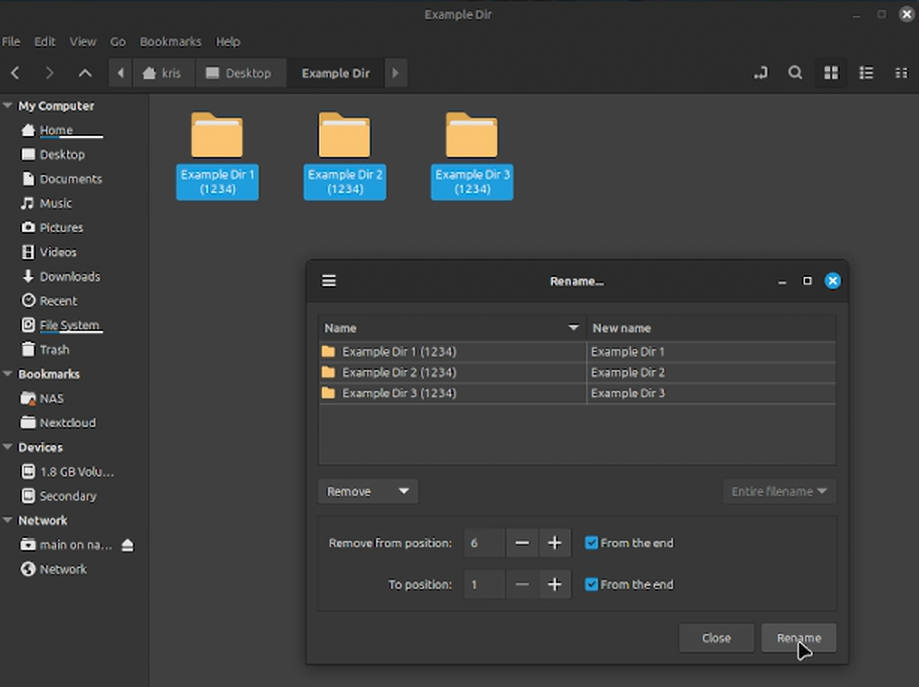 Example Dir
File Edit View Go Bookmarks Help
kris Desktop Example Dir
My Computer
Home
Desktop
Documents
Music
Pictures
Videos
Downloads
Recent
File System
Trash
Bookmarks
NAS
Nextcloud
Devices
1.8 GB Volu...
Secondary
Network
main on na...
Network
Example Dir 1
(1234)
Example Dir 2
(1234)
Example Dir 3
(1234)
Rename...
Name New name
Example Dir 1 (1234) Example Dir 1
Example Dir 2 (1234) Example Dir 2
Example Dir 3 (1234) Example Dir 3
Remove Entire filename
Remove from position: 6 From the end
To position: 1 From the end
Close Rename